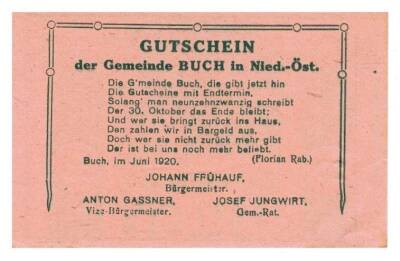 GUTSCHEIN
der Gemeinde BUCH in Nied.-Öst.
Die G'meinde Buch, die gibt jetzt hin
Die Gutscheine mit Endtermin,
Solang' man neunzehnzwanzig schreibt
Der 30. Oktober das Ende bleibt;
Und wer sie bringt zurück ins Haus,
Den zahlen wir in Bargeld aus,
Doch wer sie nicht zurück mehr gibt
Der ist bei uns noch mehr beliebt.
Buch, im Juni 1920. (Florian Rab.)
JOHANN FRÜHAUF,
Bürgermeister.
ANTON GASSNER, JOSEF JUNGWIRT,
Vize-Bürgermeister. Gem.-Rat.